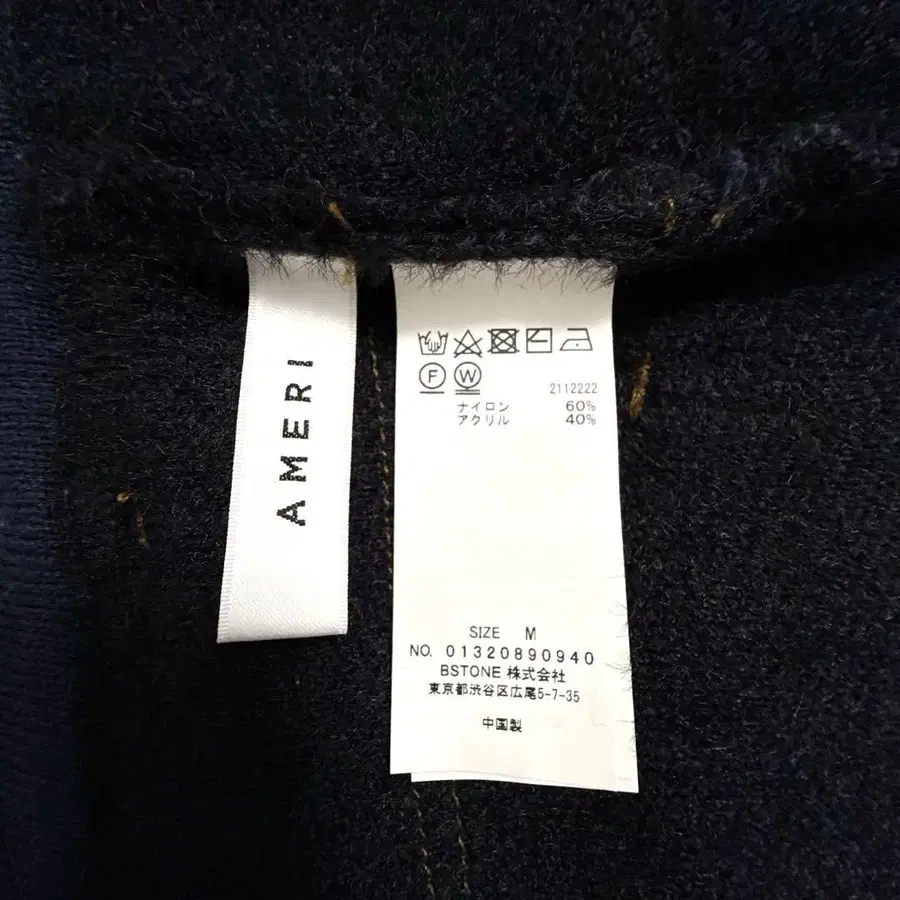 AMERI
F W
2112222
ナイロン 60%
アクリル 40%
SIZE M
NO. 01320890940
BSTONE 株式会社
東京都渋谷区広尾5-7-35
中国製